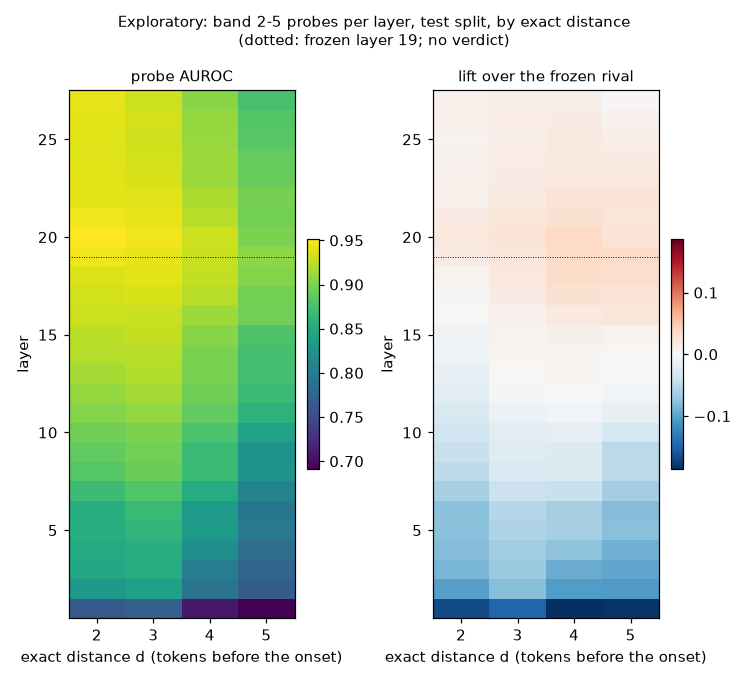 Exploratory: band 2-5 probes per layer, test split, by exact distance
(dotted: frozen layer 19; no verdict)
probe AUROC
lift over the frozen rival
layer
25
20
15
10
5
2 3 4 5
exact distance d (tokens before the onset)
0.95
0.90
0.85
0.80
0.75
0.70
layer
25
20
15
10
5
2 3 4 5
exact distance d (tokens before the onset)
0.1
0.0
−0.1